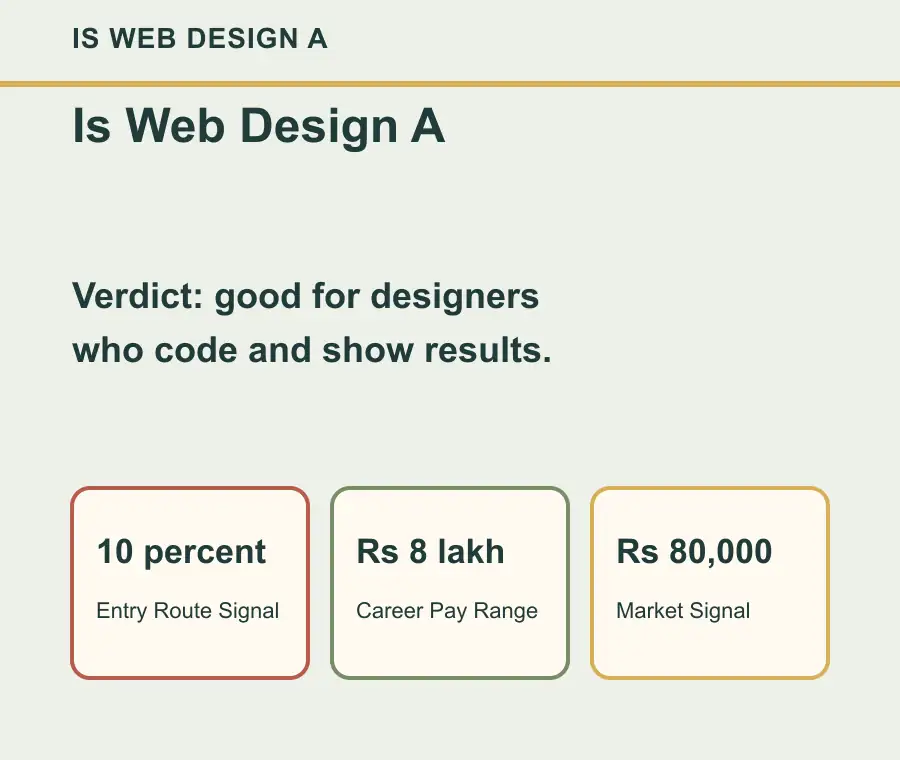 IS WEB DESIGN A
Is Web Design A
Verdict: good for designers
who code and show results.
10 percent
Entry Route Signal
Rs 8 lakh
Career Pay Range
Rs 80,000
Market Signal